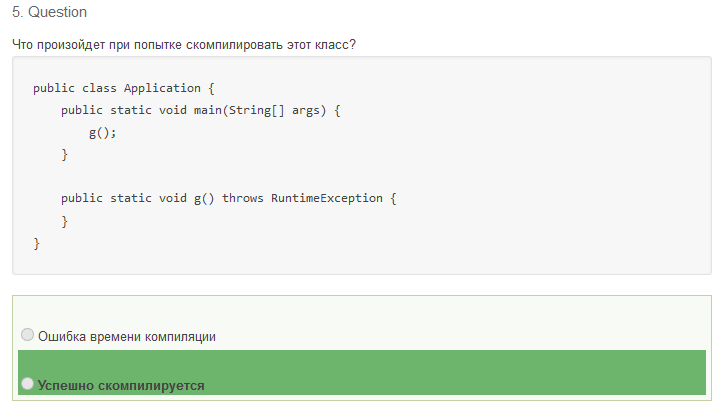 5. Question
Что произойдет при попытке скомпилировать этот класс?
public class Application {
    public static void main(String[] args) {
        g();
    }
    public static void g() throws RuntimeException {
    }
}
Ошибка времени компиляции
Успешно скомпилируется